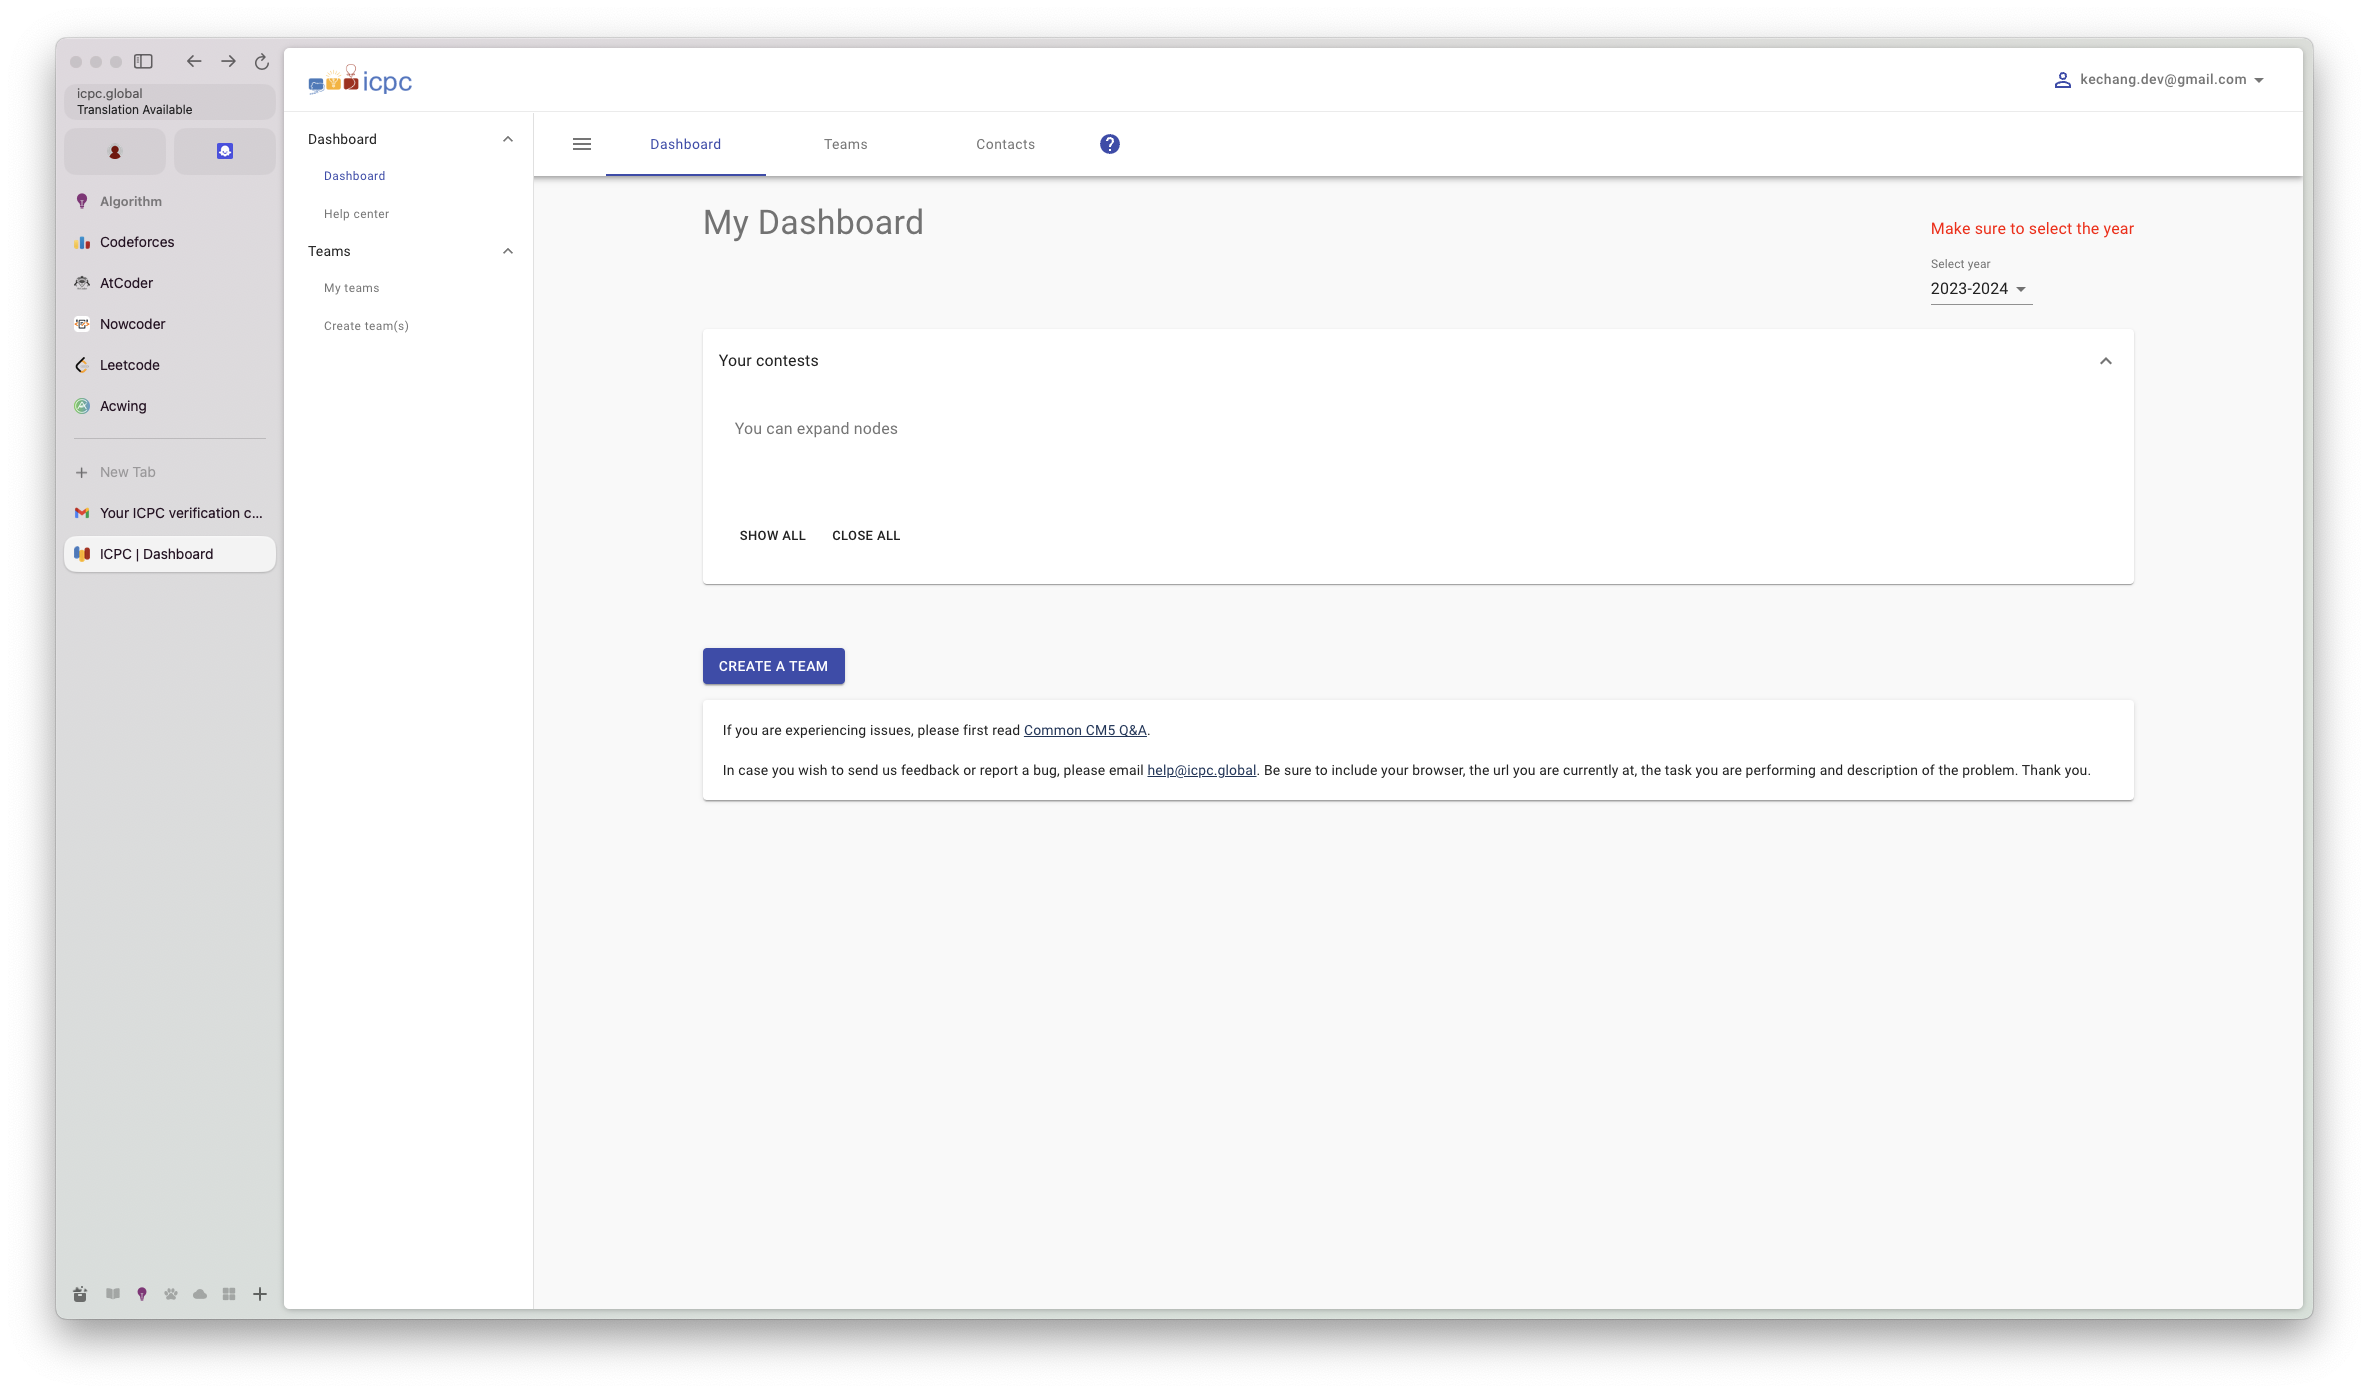 icpc.global
Translation Available
Algorithm
Codeforces
AtCoder
Nowcoder
Leetcode
Acwing
New Tab
Your ICPC verification c...
ICPC | Dashboard
icpc
kechang.dev@gmail.com
Dashboard
Dashboard
Help center
Teams
My teams
Create team(s)
Dashboard
Teams
Contacts
?
My Dashboard
Make sure to select the year
Select year
2023-2024
Your contests
You can expand nodes
SHOW ALL CLOSE ALL
CREATE A TEAM
If you are experiencing issues, please first read Common CM5 Q&A.
In case you wish to send us feedback or report a bug, please email help@icpc.global. Be sure to include your browser, the url you are currently at, the task you are performing and description of the problem. Thank you.